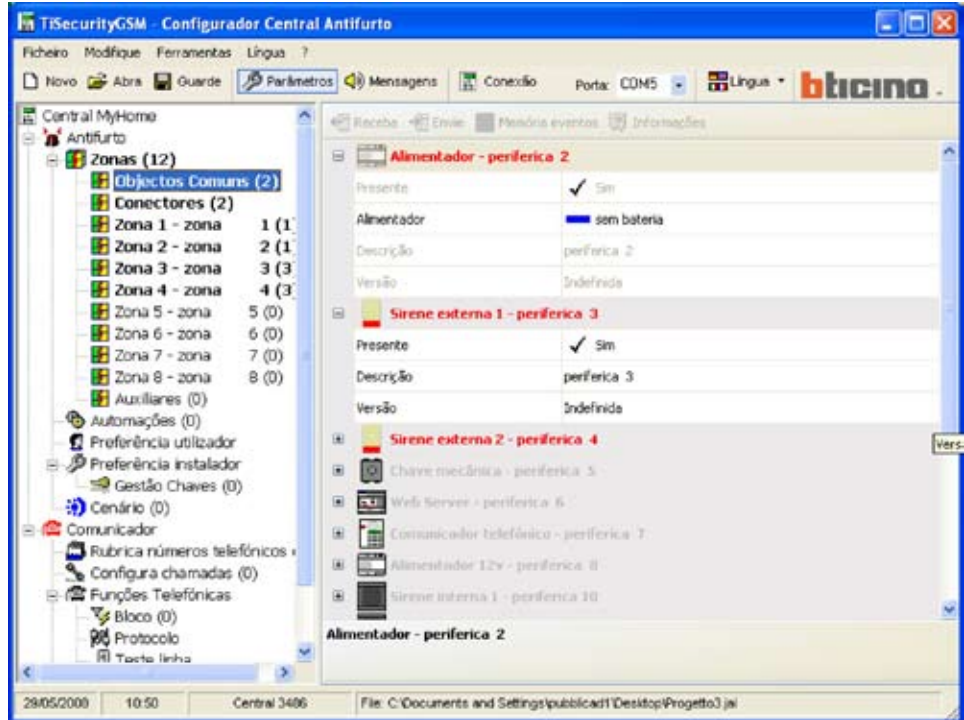 TiSecurityGSM - Configurador Central Antifurto
Ficheiro Modifique Ferramentas Língua ?
Novo Abra Guarde Parâmetros Mensagens Conexão Porta: COM5 Língua bticino
Central MyHome
Antifurto
Zonas (12)
Objectos Comuns (2)
Conectores (2)
Zona 1 - zona 1 (1)
Zona 2 - zona 2 (1
Zona 3 - zona 3 (3
Zona 4 - zona 4 (3
Zona 5 - zona 5 (0)
Zona 6 - zona 6 (0)
Zona 7 - zona 7 (0)
Zona 8 - zona 8 (0)
Auxiliares (0)
Automações (0)
Preferência utilizador
Preferência instalador
Gestão Chaves (0)
Cenário (0)
Comunicador
Rubrica números telefónicos
Configura chamadas (0)
Funções Telefónicas
Bloco (0)
Protocolo
Teste linha
Receba Envie Memória eventos Informações
Alimentador - periferica 2
Presente Sim
Alimentador sem bateria
Descrição periferica 2
Versão Indefinida
Sirene externa 1 - periferica 3
Presente Sim
Descrição periferica 3
Versão Indefinida
Sirene externa 2 - periferica 4
Chave mecânica - periferica 5
Web Server - periferica 6
Comunicador telefónico - periferica 7
Alimentador 12v - periferica 8
Sirene interna 1 - periferica 10
Vers
Alimentador - periferica 2
29/05/2008 10:50 Central 3486 File: C:\Documents and Settings\pubblicad1\Desktop\Progetto3.jai